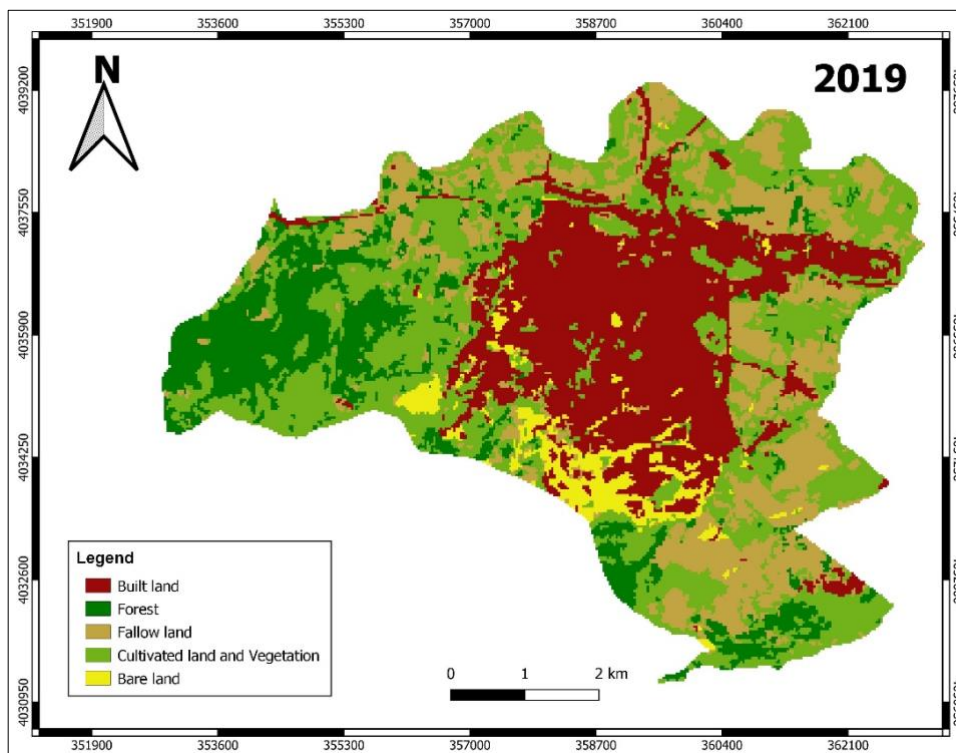 351900 353600 355300 357000 358700 360400 362100
N
2019
4039200
4037550
4035900
4034250
4032600
4030950
Legend
Built land
Forest
Fallow land
Cultivated land and Vegetation
Bare land
0 1 2 km
351900 353600 355300 357000 358700 360400 362100